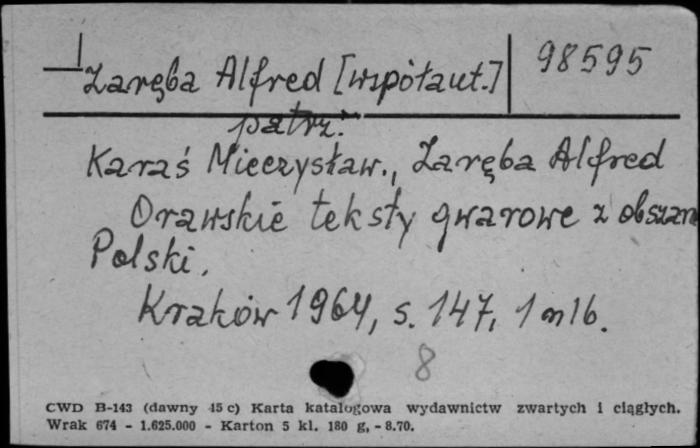 Zaręba Alfred [współaut.] 98595
patrz:
Karaś Mieczysław., Zaręba Alfred
Orawskie teksty gwarowe z obszaru
Polski.
Kraków 1964, s. 147, 1 nlb.
8
CWD B-143 (dawny 45 c) Karta katalogowa wydawnictw zwartych i ciągłych.
Wrak 674 - 1.625.000 - Karton 5 kl. 180 g, - 8.70.